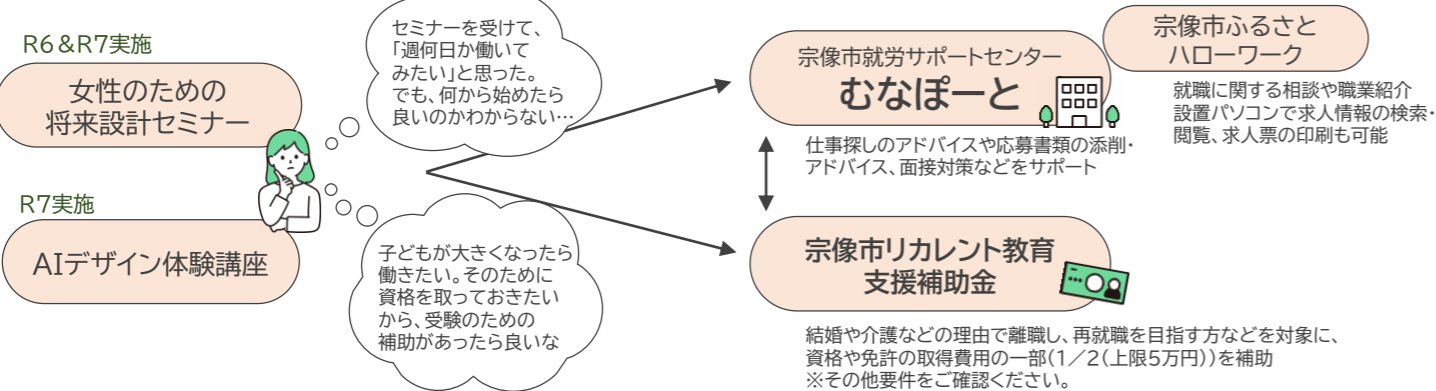 R6&R7実施
女性のための
将来設計セミナー
R7実施
AIデザイン体験講座
セミナーを受けて、
「週何日か働いて
みたい」と思った。
でも、何から始めたら
良いのかわからない…
子どもが大きくなったら
働きたい。そのために
資格を取っておきたい
から、受験のための
補助があったら良いな
宗像市就労サポートセンター
むなぽーと
仕事探しのアドバイスや応募書類の添削・
アドバイス、面接対策などをサポート
宗像市ふるさと
ハローワーク
就職に関する相談や職業紹介
設置パソコンで求人情報の検索・
閲覧、求人票の印刷も可能
宗像市リカレント教育
支援補助金
結婚や介護などの理由で離職し、再就職を目指す方などを対象に、
資格や免許の取得費用の一部(1/2(上限5万円))を補助
※その他要件をご確認ください。